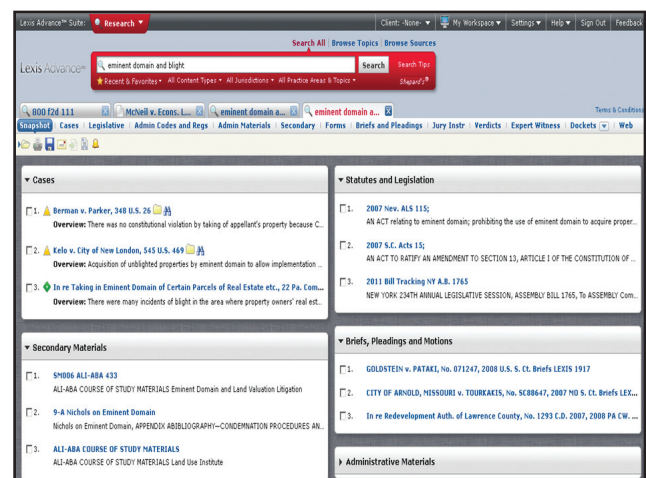 Lexis Advance™ Suite: Research Client: -None- My Workspace Settings Help Sign Out Feedback
Search All Browse Topics Browse Sources
Lexis Advance® eminent domain and blight Search Search Tips
Recent & Favorites All Content Types All Jurisdictions All Practice Areas & Topics Shepard's®
800 f2d 111 McNeil v. Econs. L... eminent domain a... eminent domain a... Terms & Conditions
Snapshot Cases Legislative Admin Codes and Regs Admin Materials Secondary Forms Briefs and Pleadings Jury Instr Verdicts Expert Witness Dockets Web
Cases
1. Berman v. Parker, 348 U.S. 26
Overview: There was no constitutional violation by taking of appellant's property because C...
2. Kelo v. City of New London, 545 U.S. 469
Overview: Acquisition of unblighted properties by eminent domain to allow implementation ...
3. In re Taking in Eminent Domain of Certain Parcels of Real Estate etc., 22 Pa. Com...
Overview: There were many incidents of blight in the area where property owners' real est...
Statutes and Legislation
1. 2007 Nev. ALS 115;
AN ACT relating to eminent domain; prohibiting the use of eminent domain to acquire proper...
2. 2007 S.C. Acts 15;
AN ACT TO RATIFY AN AMENDMENT TO SECTION 13, ARTICLE I OF THE CONSTITUTION OF ...
3. 2011 Bill Tracking NY A.B. 1765
NEW YORK 234TH ANNUAL LEGISLATIVE SESSION, ASSEMBLY BILL 1765, To ASSEMBLY Com...
Secondary Materials
1. SM006 ALI-ABA 433
ALI-ABA COURSE OF STUDY MATERIALS Eminent Domain and Land Valuation Litigation
2. 9-A Nichols on Eminent Domain
Nichols on Eminent Domain, APPENDIX ABIBLIOGRAPHY—CONDEMNATION PROCEDURES AN...
3. ALI-ABA COURSE OF STUDY MATERIALS
ALI-ABA COURSE OF STUDY MATERIALS Land Use Institute
Briefs, Pleadings and Motions
1. GOLDSTEIN v. PATAKI, No. 071247, 2008 U.S. S. Ct. Briefs LEXIS 1917
2. CITY OF ARNOLD, MISSOURI v. TOURKAKIS, No. SC88647, 2007 MO S. Ct. Briefs LEX...
3. In re Redevelopment Auth. of Lawrence County, No. 1293 C.D. 2007, 2008 PA CW. ...
Administrative Materials